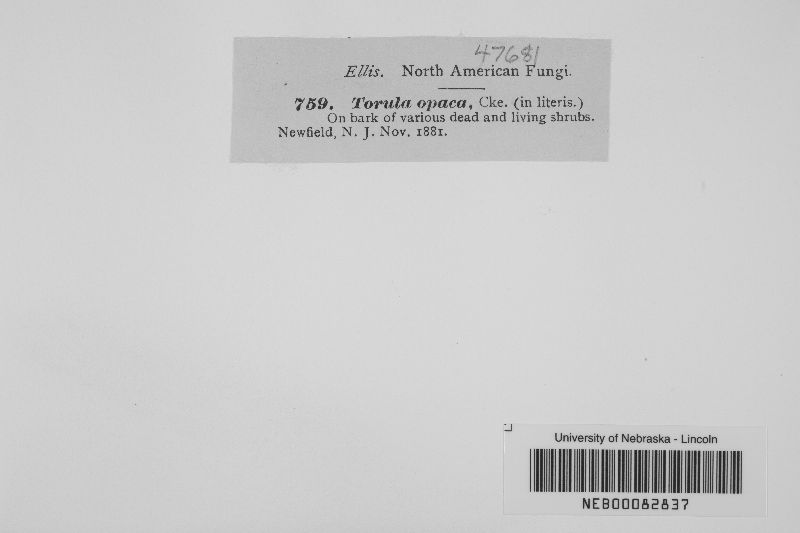 47681
Ellis. North American Fungi.
759. Torula opaca, Cke. (in literis.)
On bark of various dead and living shrubs.
Newfield, N. J. Nov. 1881.
University of Nebraska - Lincoln
NEB00082837